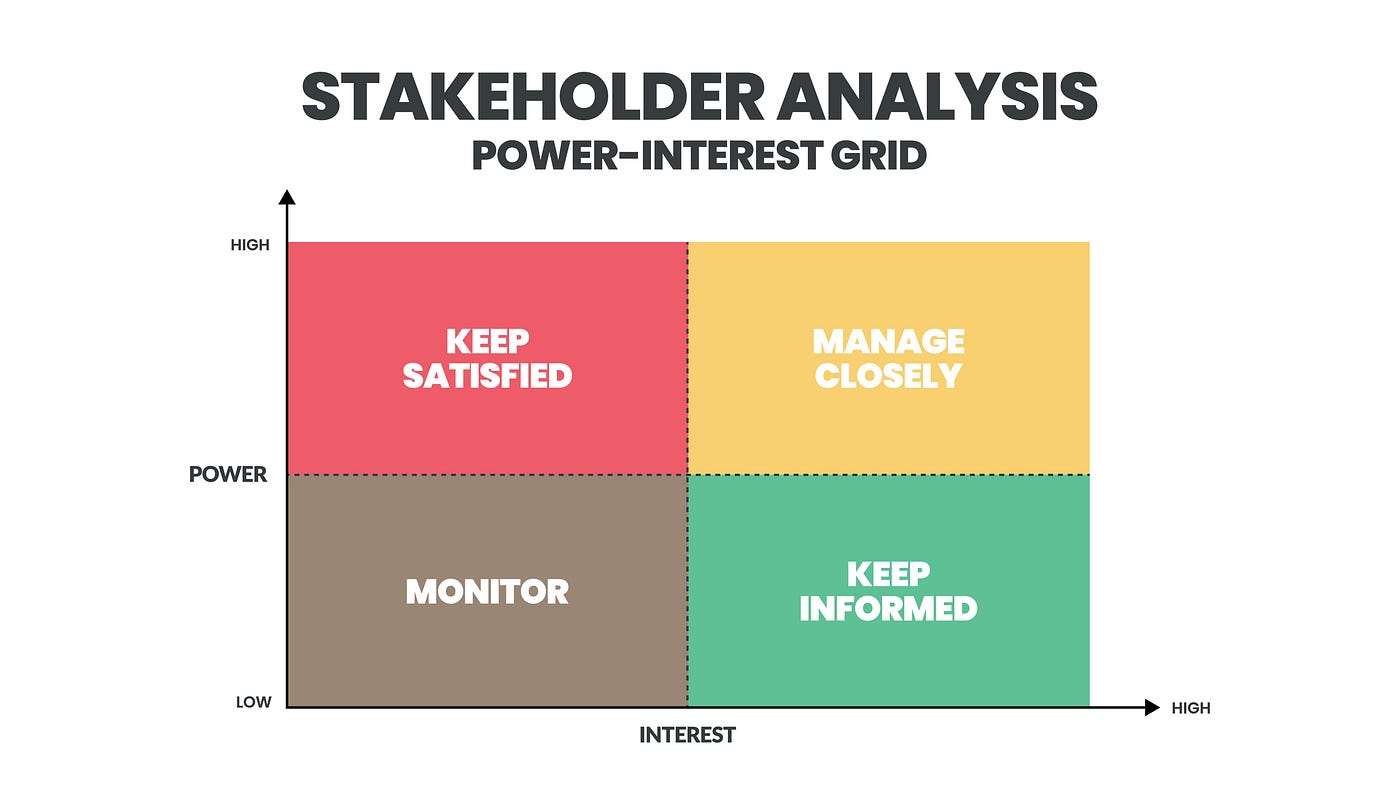 STAKEHOLDER ANALYSIS
POWER-INTEREST GRID
HIGH
KEEP
SATISFIED
MANAGE
CLOSELY
POWER
MONITOR
KEEP
INFORMED
LOW
HIGH
INTEREST